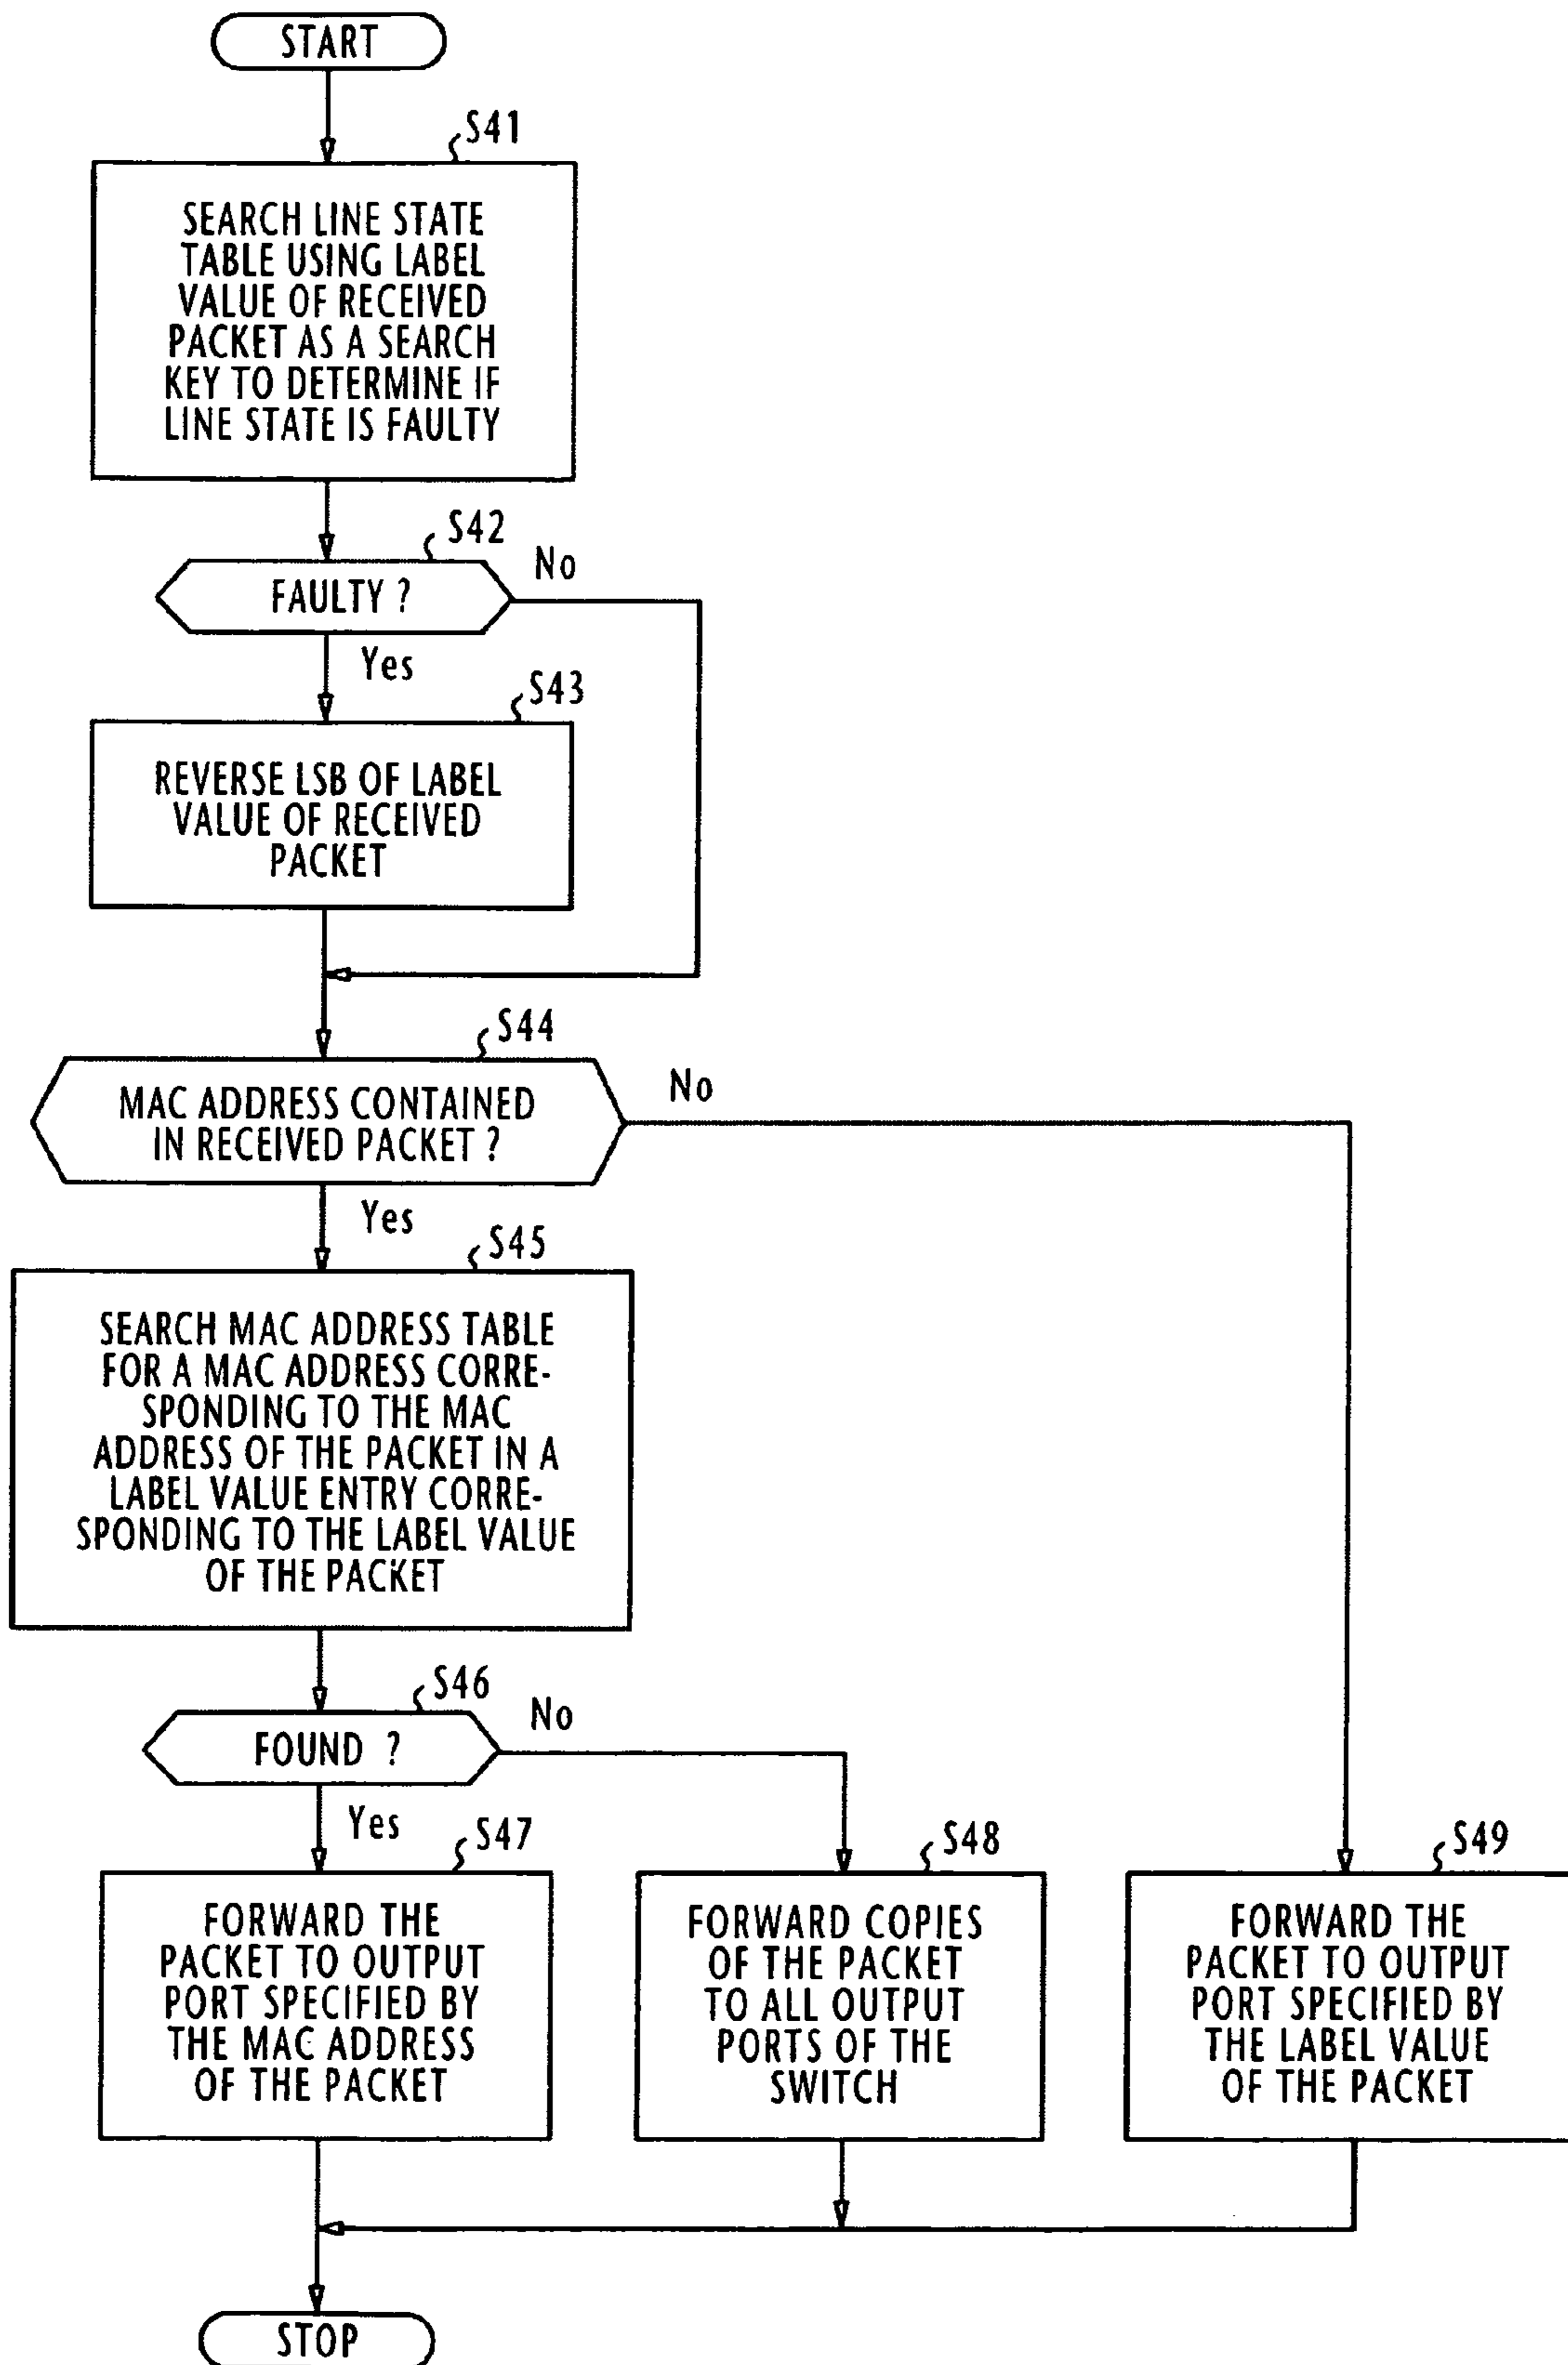 START
S41
SEARCH LINE STATE
TABLE USING LABEL
VALUE OF RECEIVED
PACKET AS A SEARCH
KEY TO DETERMINE IF
LINE STATE IS FAULTY
S42
FAULTY ?
No
Yes
S43
REVERSE LSB OF LABEL
VALUE OF RECEIVED
PACKET
S44
MAC ADDRESS CONTAINED
IN RECEIVED PACKET ?
No
Yes
S45
SEARCH MAC ADDRESS TABLE
FOR A MAC ADDRESS CORRE-
SPONDING TO THE MAC
ADDRESS OF THE PACKET IN A
LABEL VALUE ENTRY CORRE-
SPONDING TO THE LABEL VALUE
OF THE PACKET
S46
FOUND ?
No
Yes
S47
FORWARD THE
PACKET TO OUTPUT
PORT SPECIFIED BY
THE MAC ADDRESS
OF THE PACKET
S48
FORWARD COPIES
OF THE PACKET
TO ALL OUTPUT
PORTS OF THE
SWITCH
S49
FORWARD THE
PACKET TO OUTPUT
PORT SPECIFIED BY
THE LABEL VALUE
OF THE PACKET
STOP